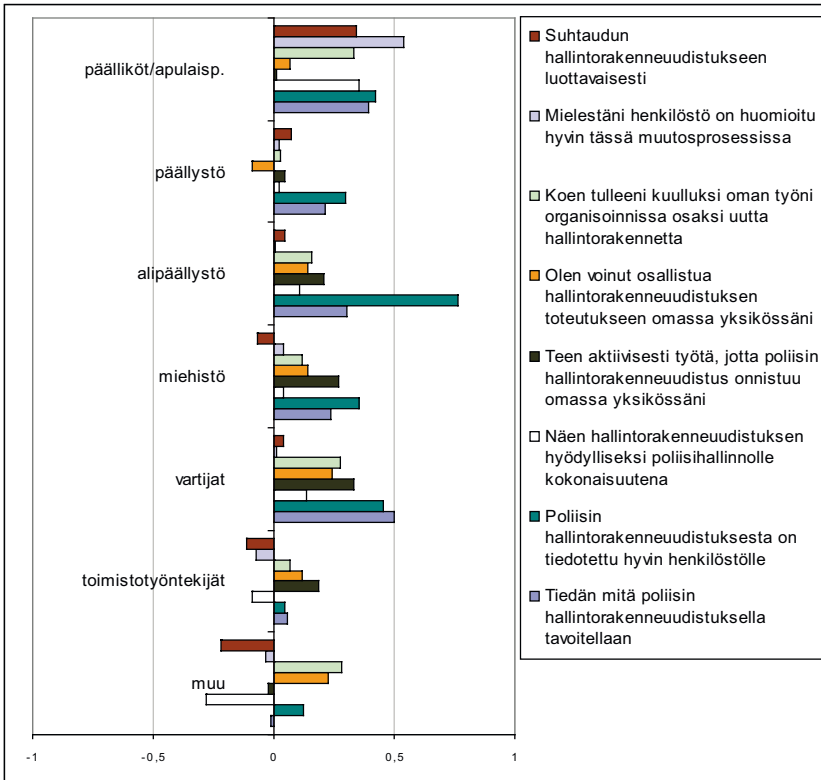 päälliköt/apulaisp.
päällystö
alipäällystö
miehistö
vartijat
toimistotyöntekijät
muu
-1
-0,5
0
0,5
1
Suhtaudun
hallintorakenneuudistukseen
luottavaisesti
Mielestäni henkilöstö on huomioitu
hyvin tässä muutosprosessissa
Koen tulleeni kuulluksi oman työni
organisoinnissa osaksi uutta
hallintorakennetta
Olen voinut osallistua
hallintorakenneuudistuksen
toteutukseen omassa yksikössäni
Teen aktiivisesti työtä, jotta poliisin
hallintorakenneuudistus onnistuu
omassa yksikössäni
Näen hallintorakenneuudistuksen
hyödylliseksi poliisihallinnolle
kokonaisuutena
Poliisin
hallintorakenneuudistuksesta on
tiedotettu hyvin henkilöstölle
Tiedän mitä poliisin
hallintorakenneuudistuksella
tavoitellaan